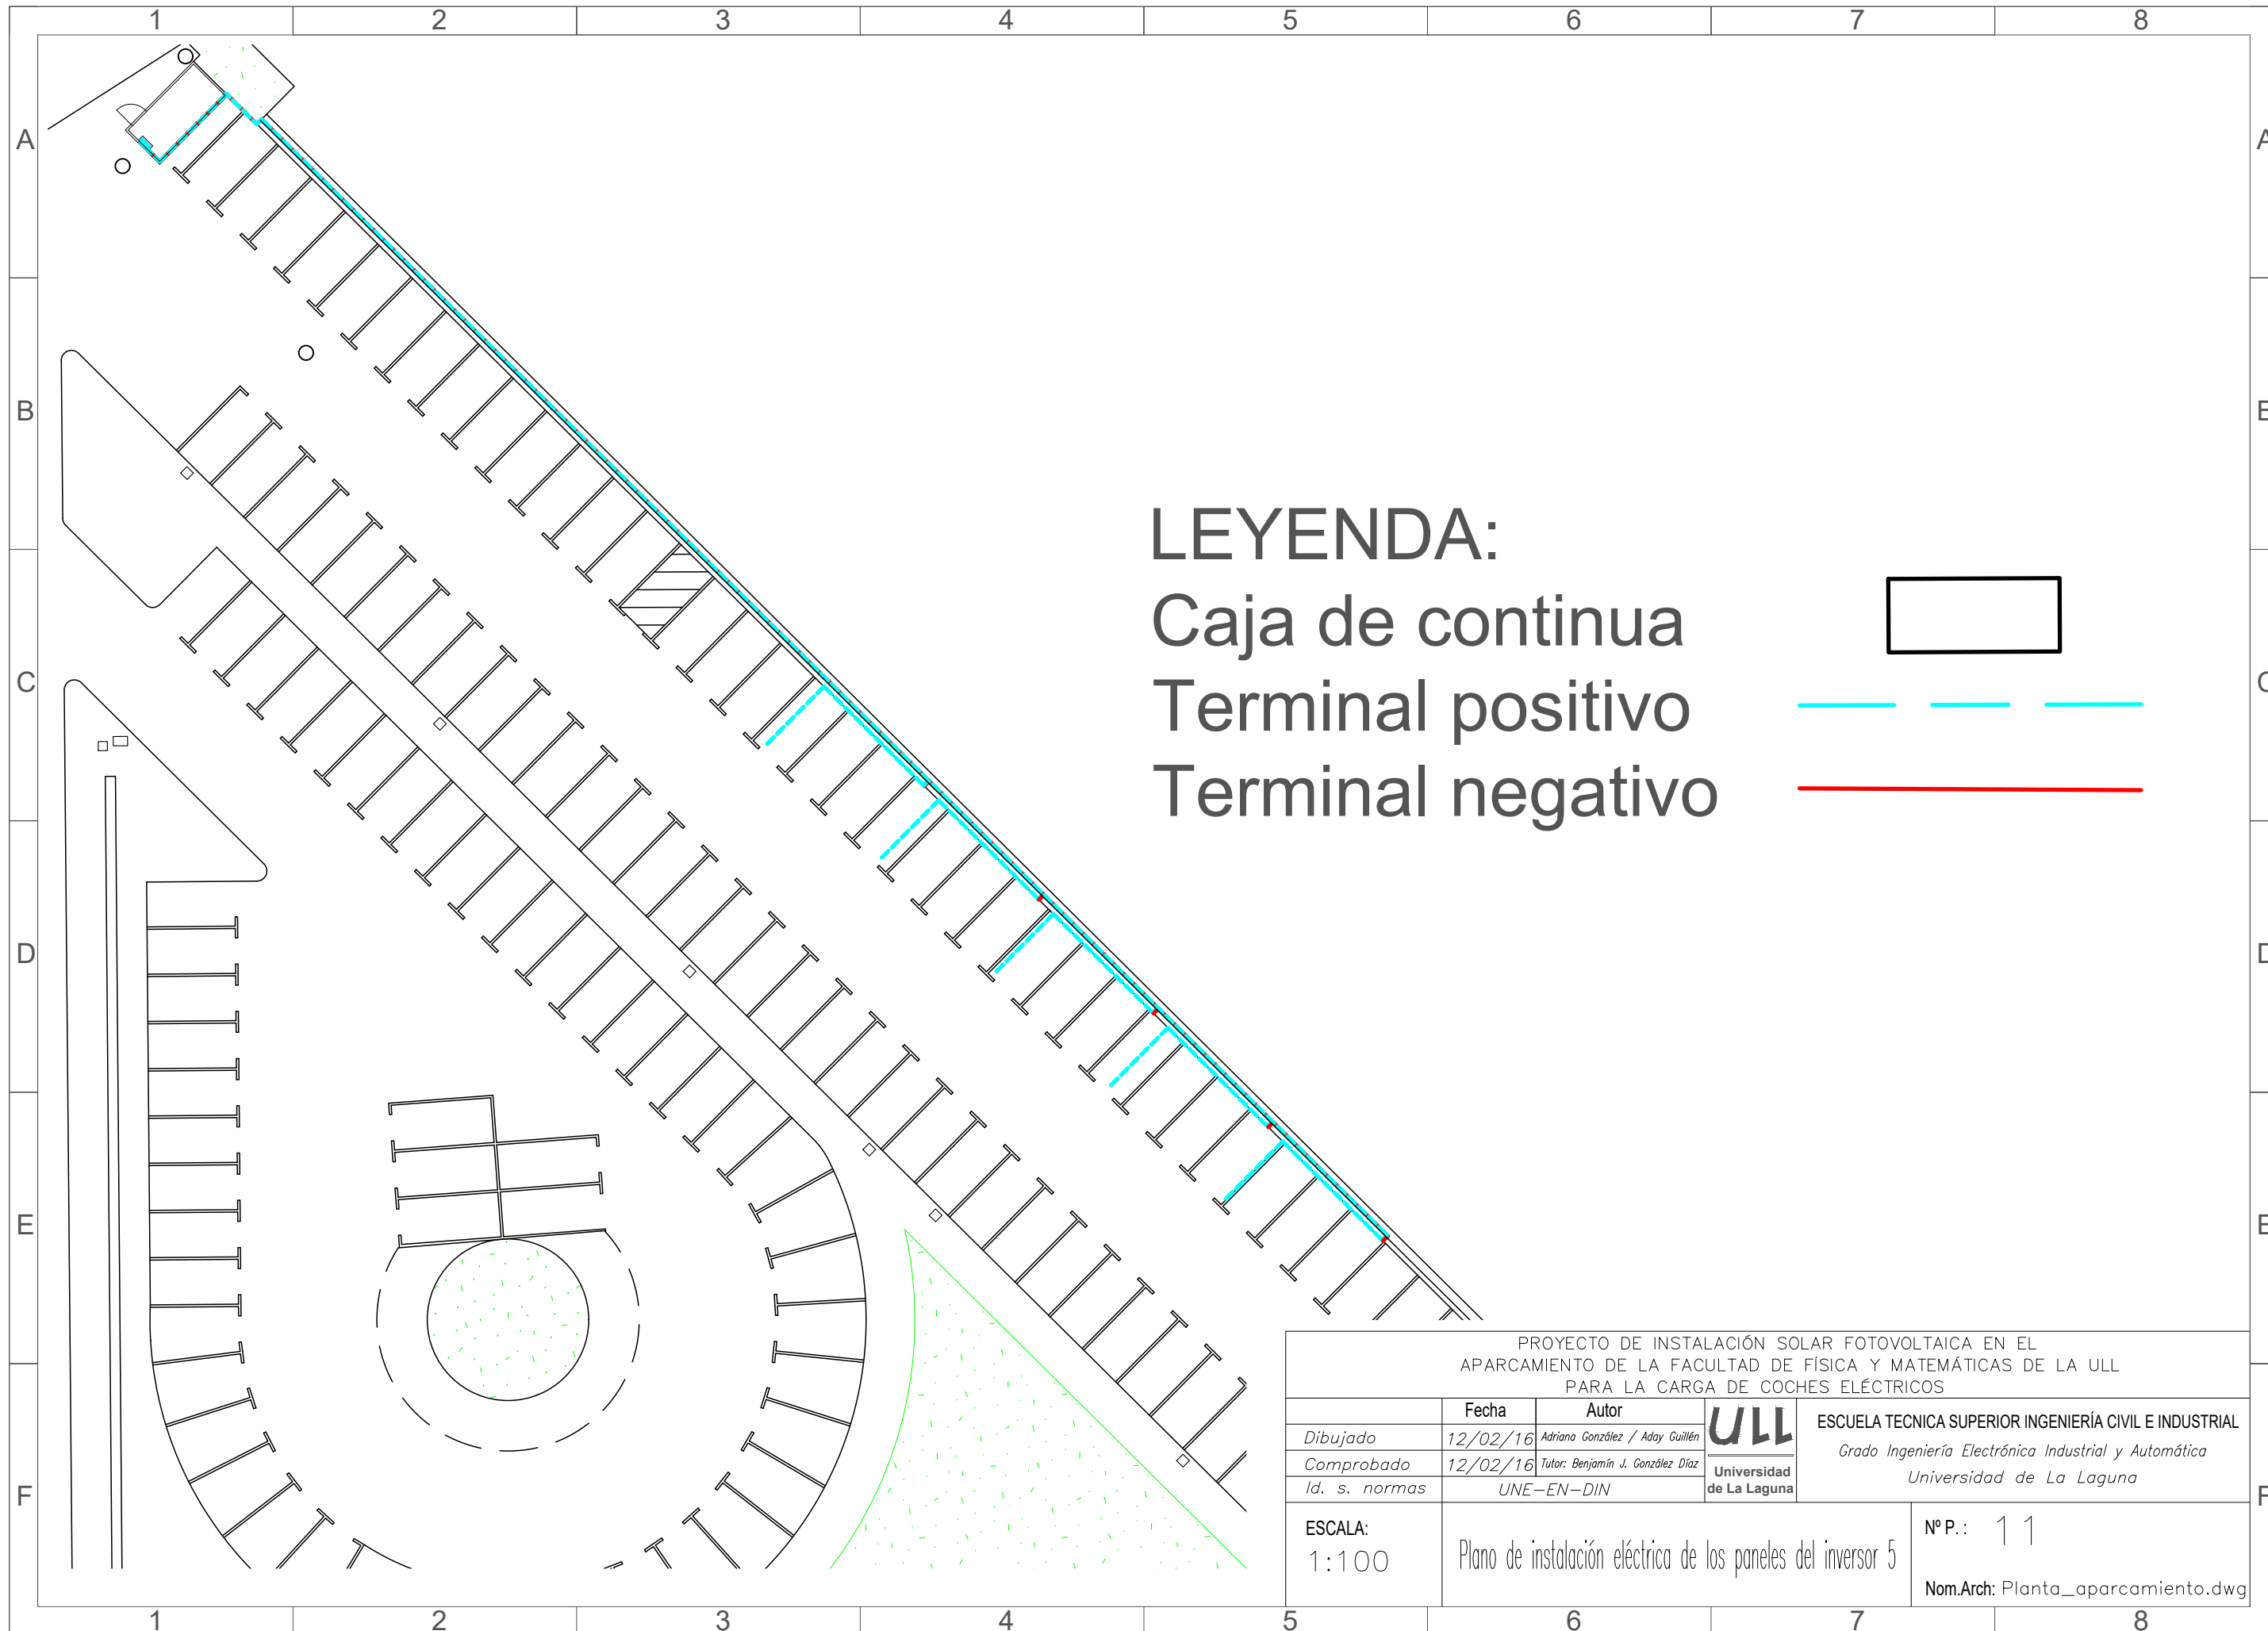 1 2 3 4 5 6 7 8
A A
B B
C C
D D
E E
F F
LEYENDA:
Caja de continua
Terminal positivo
Terminal negativo
PROYECTO DE INSTALACIÓN SOLAR FOTOVOLTAICA EN EL
APARCAMIENTO DE LA FACULTAD DE FÍSICA Y MATEMÁTICAS DE LA ULL
PARA LA CARGA DE COCHES ELÉCTRICOS
Fecha Autor
Dibujado 12/02/16 Adriana González / Aday Guillén
Comprobado 12/02/16 Tutor: Benjamín J. González Díaz
Id. s. normas UNE-EN-DIN
ULL
Universidad
de La Laguna
ESCUELA TECNICA SUPERIOR INGENIERÍA CIVIL E INDUSTRIAL
Grado Ingeniería Electrónica Industrial y Automática
Universidad de La Laguna
ESCALA:
1:100
Plano de instalación eléctrica de los paneles del inversor 5
Nº P. : 11
Nom.Arch: Planta_aparcamiento.dwg
1 2 3 4 5 6 7 8